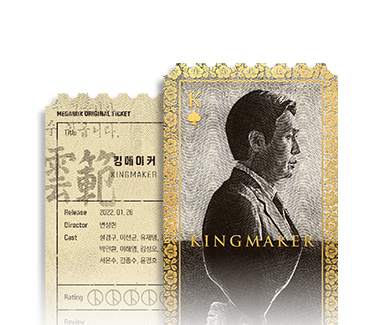 MEGABOX ORIGINAL TICKET
Title
雲範
킹메이커
KINGMAKER
Release 2022. 01. 26
Director 변성현
Cast 설경구, 이선균, 유재명,
박인환, 이해영, 김성오,
서은수, 김종수, 윤경호
Rating
Review
K
KINGMAKER